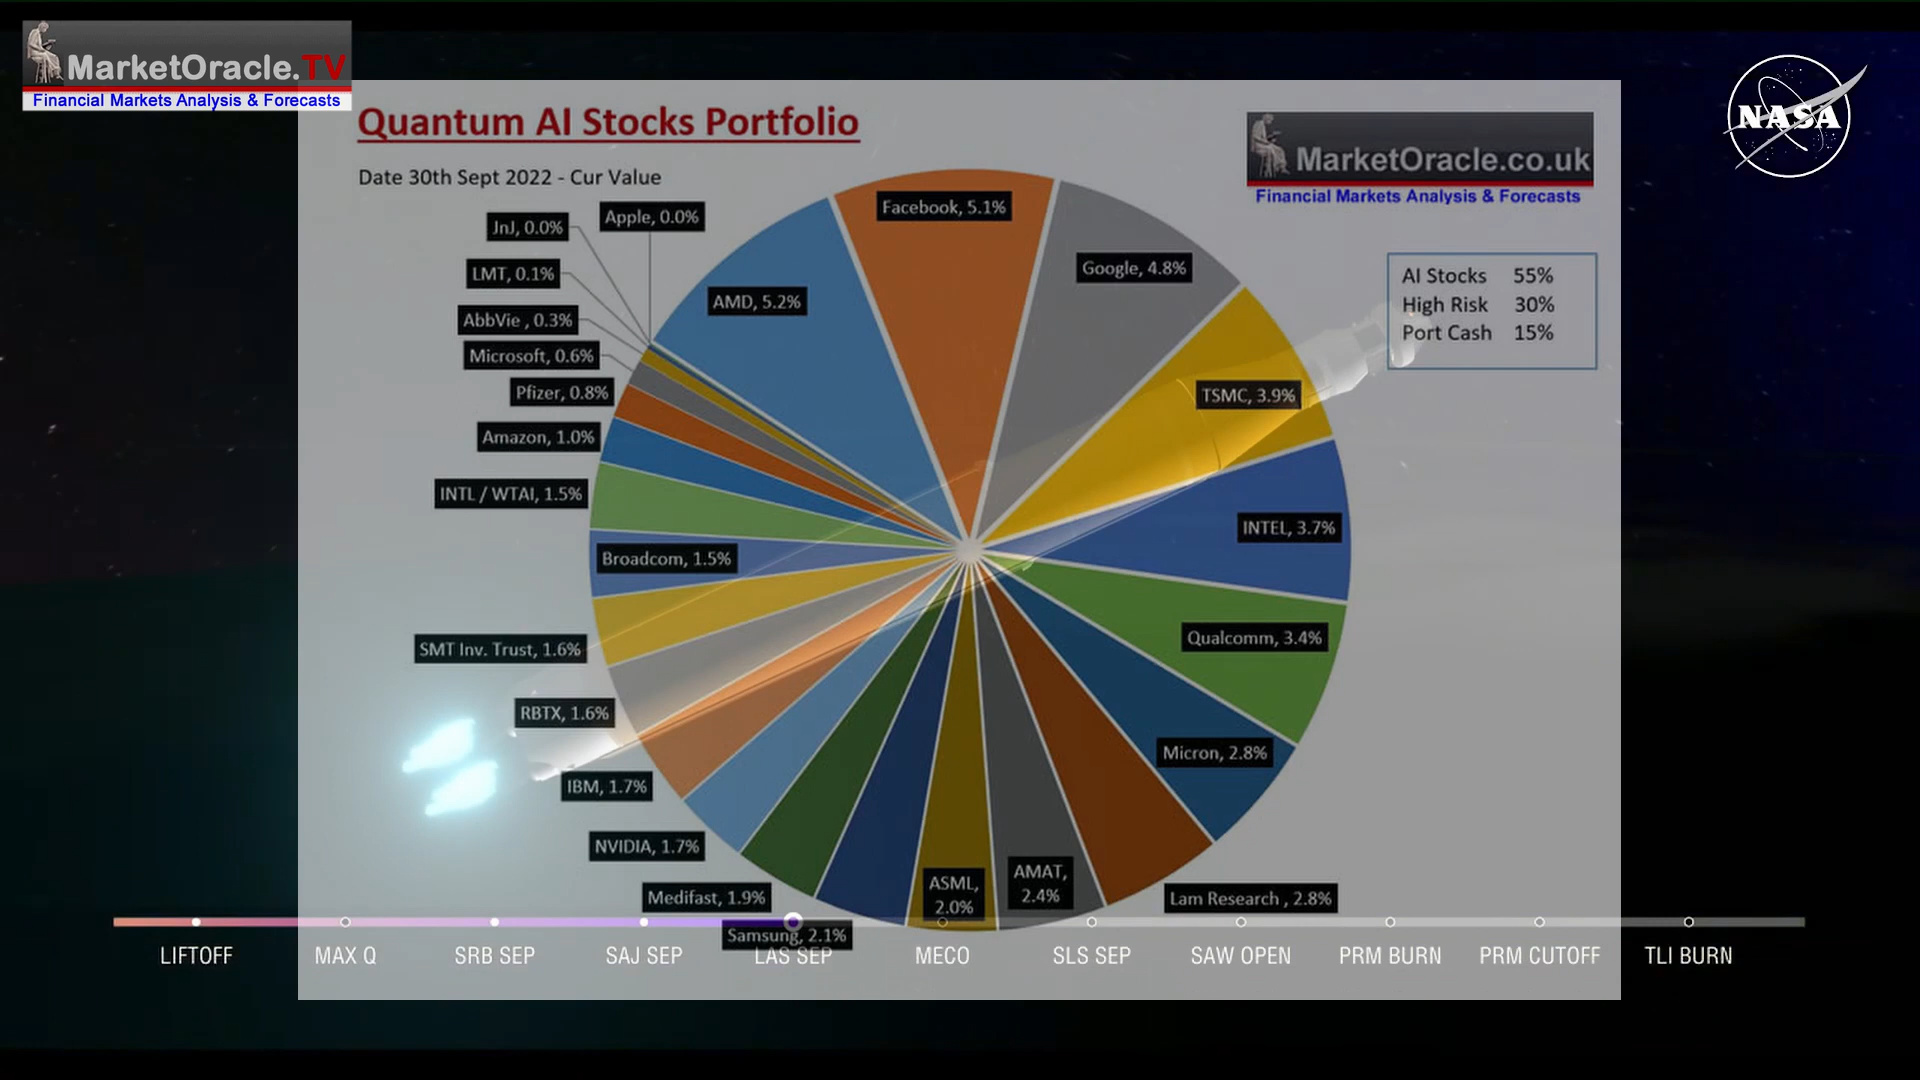 MarketOracle.TV
Financial Markets Analysis & Forecasts
NASA
Quantum AI Stocks Portfolio
MarketOracle.co.uk
Financial Markets Analysis & Forecasts
Date 30th Sept 2022 - Cur Value
AI Stocks 55%
High Risk 30%
Port Cash 15%
Facebook, 5.1%
Google, 4.8%
TSMC, 3.9%
INTEL, 3.7%
Qualcomm, 3.4%
Micron, 2.8%
Lam Research , 2.8%
AMAT,
2.4%
ASML,
2.0%
Samsung, 2.1%
Medifast, 1.9%
NVIDIA, 1.7%
IBM, 1.7%
RBTX, 1.6%
SMT Inv. Trust, 1.6%
Broadcom, 1.5%
INTL / WTAI, 1.5%
Amazon, 1.0%
Pfizer, 0.8%
Microsoft, 0.6%
AbbVie , 0.3%
LMT, 0.1%
JnJ, 0.0%
Apple, 0.0%
AMD, 5.2%
LIFTOFF
MAX Q
SRB SEP
SAJ SEP
LAS SEP
MECO
SLS SEP
SAW OPEN
PRM BURN
PRM CUTOFF
TLI BURN